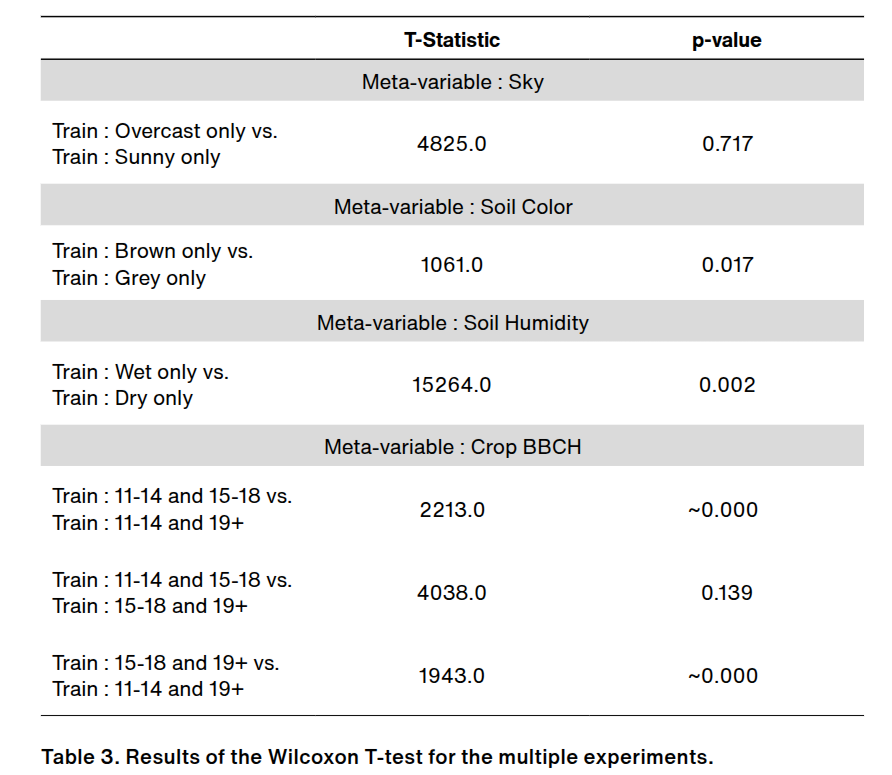 T-Statistic p-value
Meta-variable : Sky
Train : Overcast only vs.
Train : Sunny only
4825.0 0.717
Meta-variable : Soil Color
Train : Brown only vs.
Train : Grey only
1061.0 0.017
Meta-variable : Soil Humidity
Train : Wet only vs.
Train : Dry only
15264.0 0.002
Meta-variable : Crop BBCH
Train : 11-14 and 15-18 vs.
Train : 11-14 and 19+
2213.0 ~0.000
Train : 11-14 and 15-18 vs.
Train : 15-18 and 19+
4038.0 0.139
Train : 15-18 and 19+ vs.
Train : 11-14 and 19+
1943.0 ~0.000
Table 3. Results of the Wilcoxon T-test for the multiple experiments.